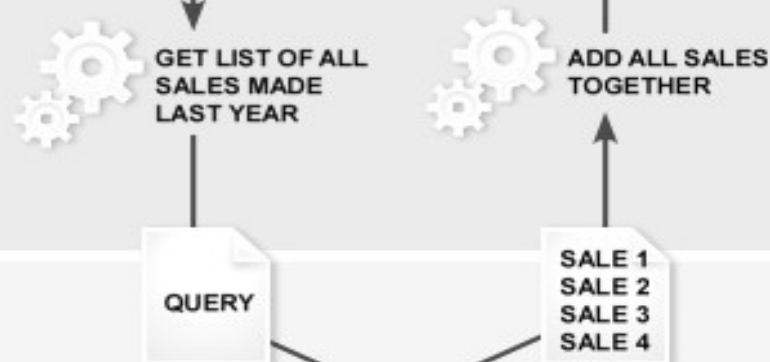 GET LIST OF ALL
SALES MADE
LAST YEAR
ADD ALL SALES
TOGETHER
QUERY
SALE 1
SALE 2
SALE 3
SALE 4